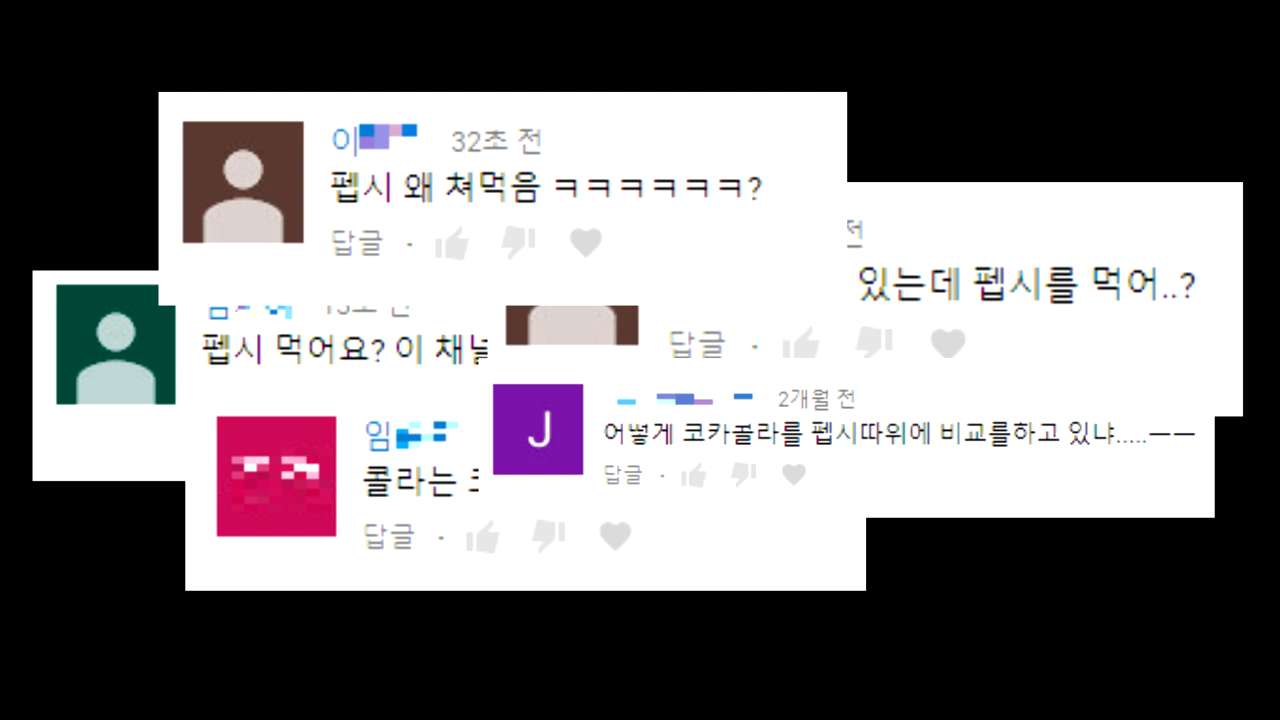 이 32초 전
펩시 왜 쳐먹음 ㅋㅋㅋㅋㅋㅋ?
답글 ·
전
있는데 펩시를 먹어..?
답글 ·
펩시 먹어요? 이 채널
임
콜라는
답글 ·
J
2개월 전
어떻게 코카콜라를 펩시따위에 비교를하고 있냐.....ㅡㅡ
답글 ·